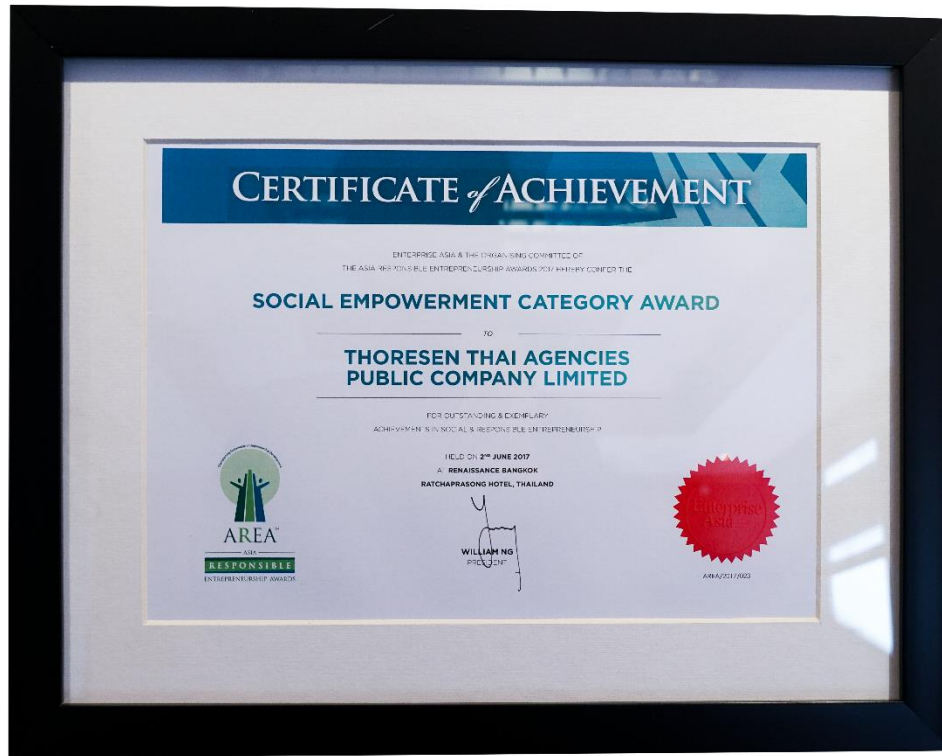 CERTIFICATE of ACHIEVEMENT
ENTERPRISE ASIA & THE ORGANISING COMMITTEE OF
THE ASIA RESPONSIBLE ENTREPRENEURSHIP AWARDS 2017 HEREBY CONFER THE
SOCIAL EMPOWERMENT CATEGORY AWARD
TO
THORESEN THAI AGENCIES
PUBLIC COMPANY LIMITED
FOR OUTSTANDING & EXEMPLARY
ACHIEVEMENTS IN SOCIAL & RESPONSIBLE ENTREPRENEURSHIP
HELD ON 2ND JUNE 2017
AT RENAISSANCE BANGKOK
RATCHAPRASONG HOTEL, THAILAND
WILLIAM NG
PRESIDENT
AREA™
ASIA
RESPONSIBLE
ENTREPRENEURSHIP AWARDS
Enterprise
Asia
AREA/2017/023